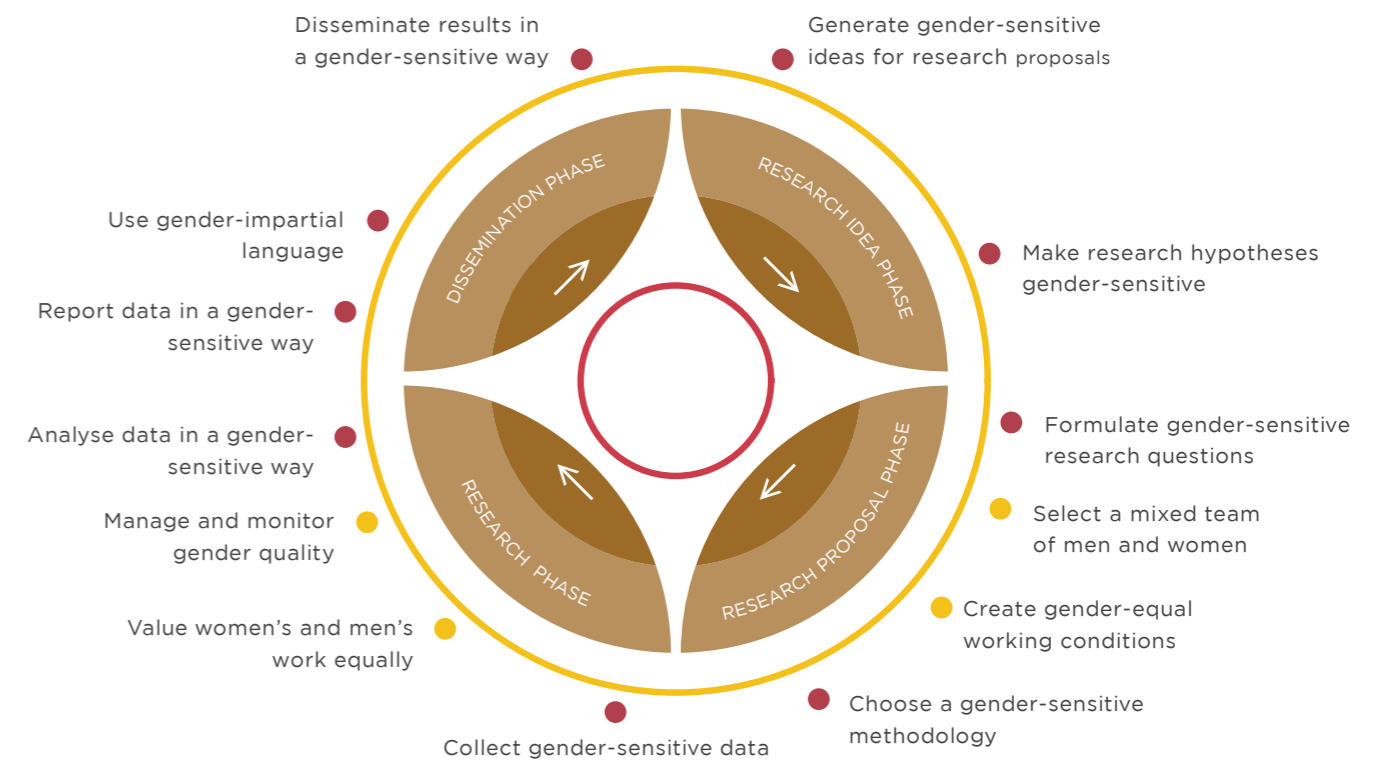 Disseminate results in
a gender-sensitive way
Generate gender-sensitive
ideas for research proposals
DISSEMINATION PHASE
RESEARCH IDEA PHASE
Use gender-impartial
language
Make research hypotheses
gender-sensitive
Report data in a gender-
sensitive way
Analyse data in a gender-
sensitive way
Formulate gender-sensitive
research questions
RESEARCH PHASE
RESEARCH PROPOSAL PHASE
Manage and monitor
gender quality
Select a mixed team
of men and women
Value women’s and men’s
work equally
Create gender-equal
working conditions
Collect gender-sensitive data
Choose a gender-sensitive
methodology